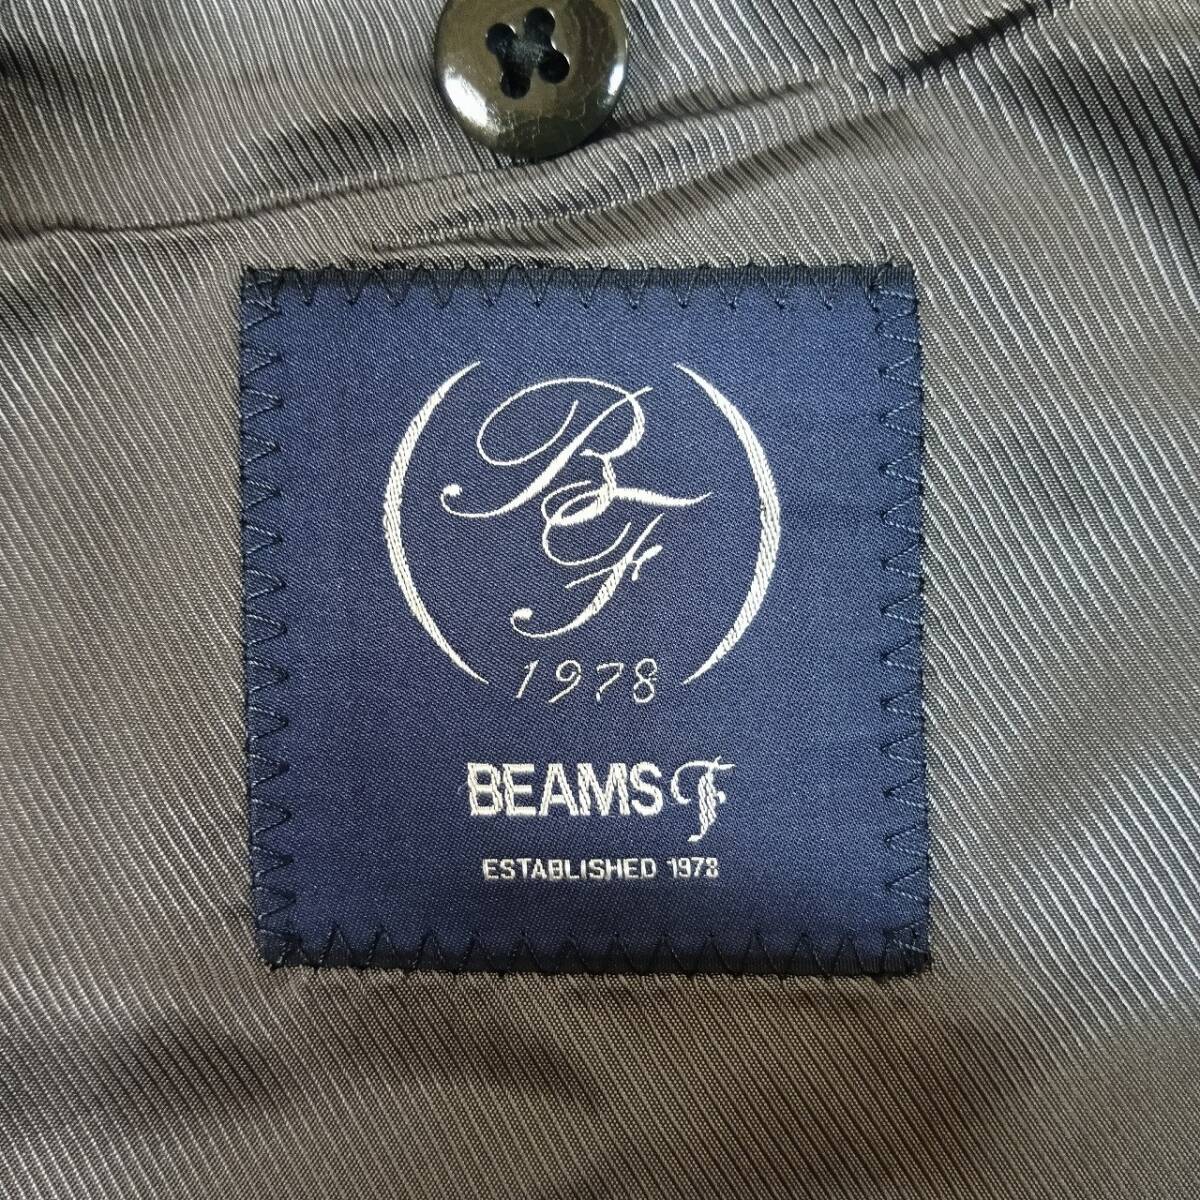 BF
1978
BEAMS F
ESTABLISHED 1978